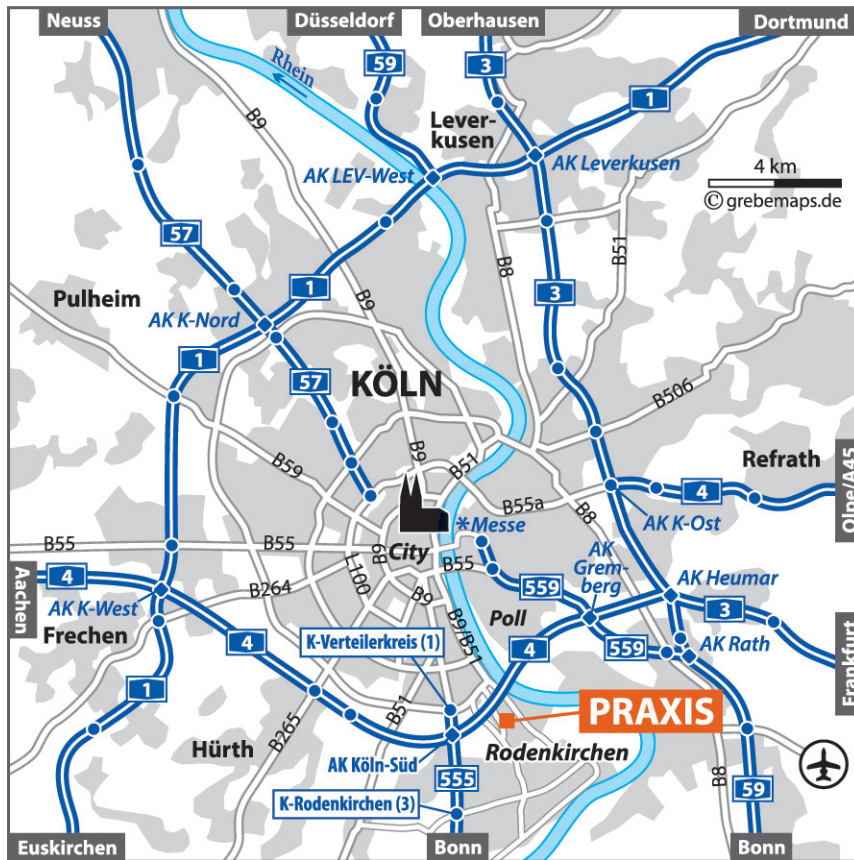 Neuss
Düsseldorf
Oberhausen
Dortmund
59
3
Rhein
1
B9
Lever-
kusen
AK LEV-West
AK Leverkusen
4 km
© grebemaps.de
57
B51
B8
1
3
Pulheim
B9
AK K-Nord
1
57
KÖLN
B506
B59
B9
B51
Refrath
Olpe/A45
B55a
4
B8
AK K-Ost
*Messe
B55
B55
City
B9
B55
L100
AK
Grem-
berg
Aachen
4
AK K-West
B264
559
AK Heumar
B9
Poll
3
Frechen
B9/B51
4
K-Verteilerkreis (1)
4
559
AK Rath
Frankfurt
1
B51
PRAXIS
B265
Hürth
AK Köln-Süd
Rodenkirchen
555
B8
59
K-Rodenkirchen (3)
Euskirchen
Bonn
Bonn